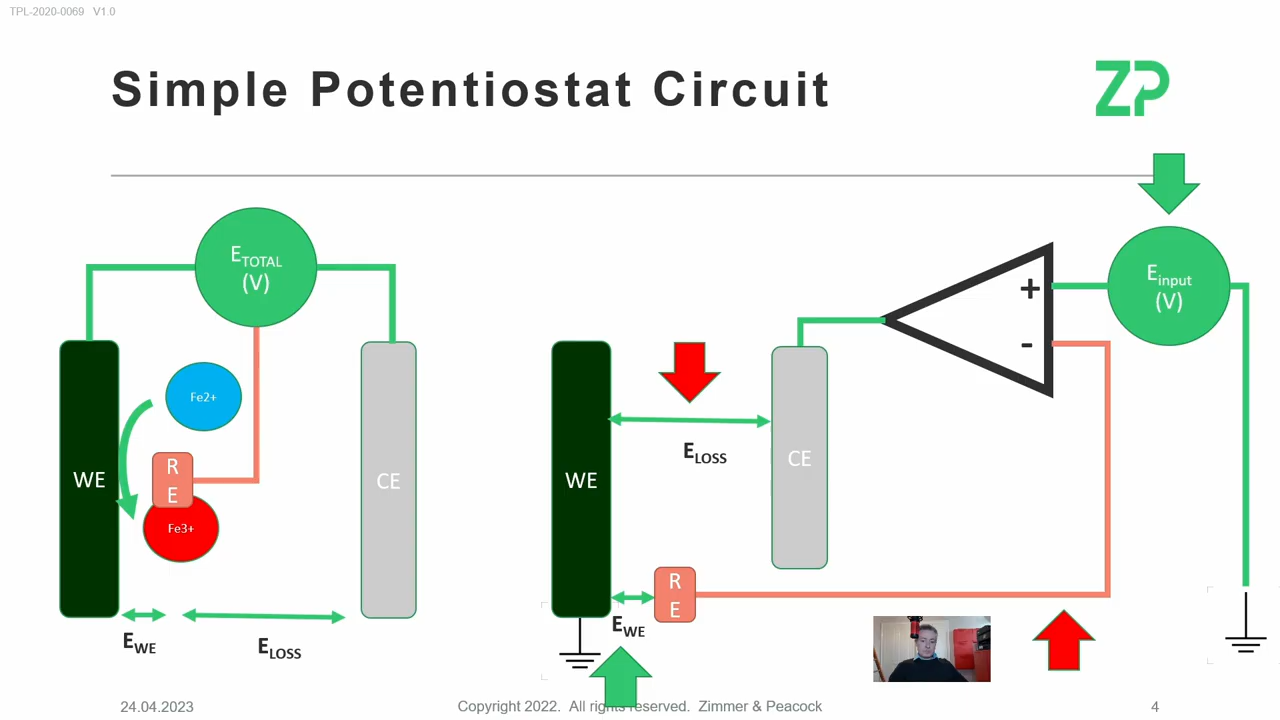 TPL-2020-0069 V1.0
Simple Potentiostat Circuit
ZP
ETOTAL
(V)
Fe2+
WE
R
E
Fe3+
CE
EWE
ELOSS
+
-
Einput
(V)
ELOSS
WE
CE
R
E
EWE
24.04.2023
Copyright 2022. All rights reserved. Zimmer & Peacock
4